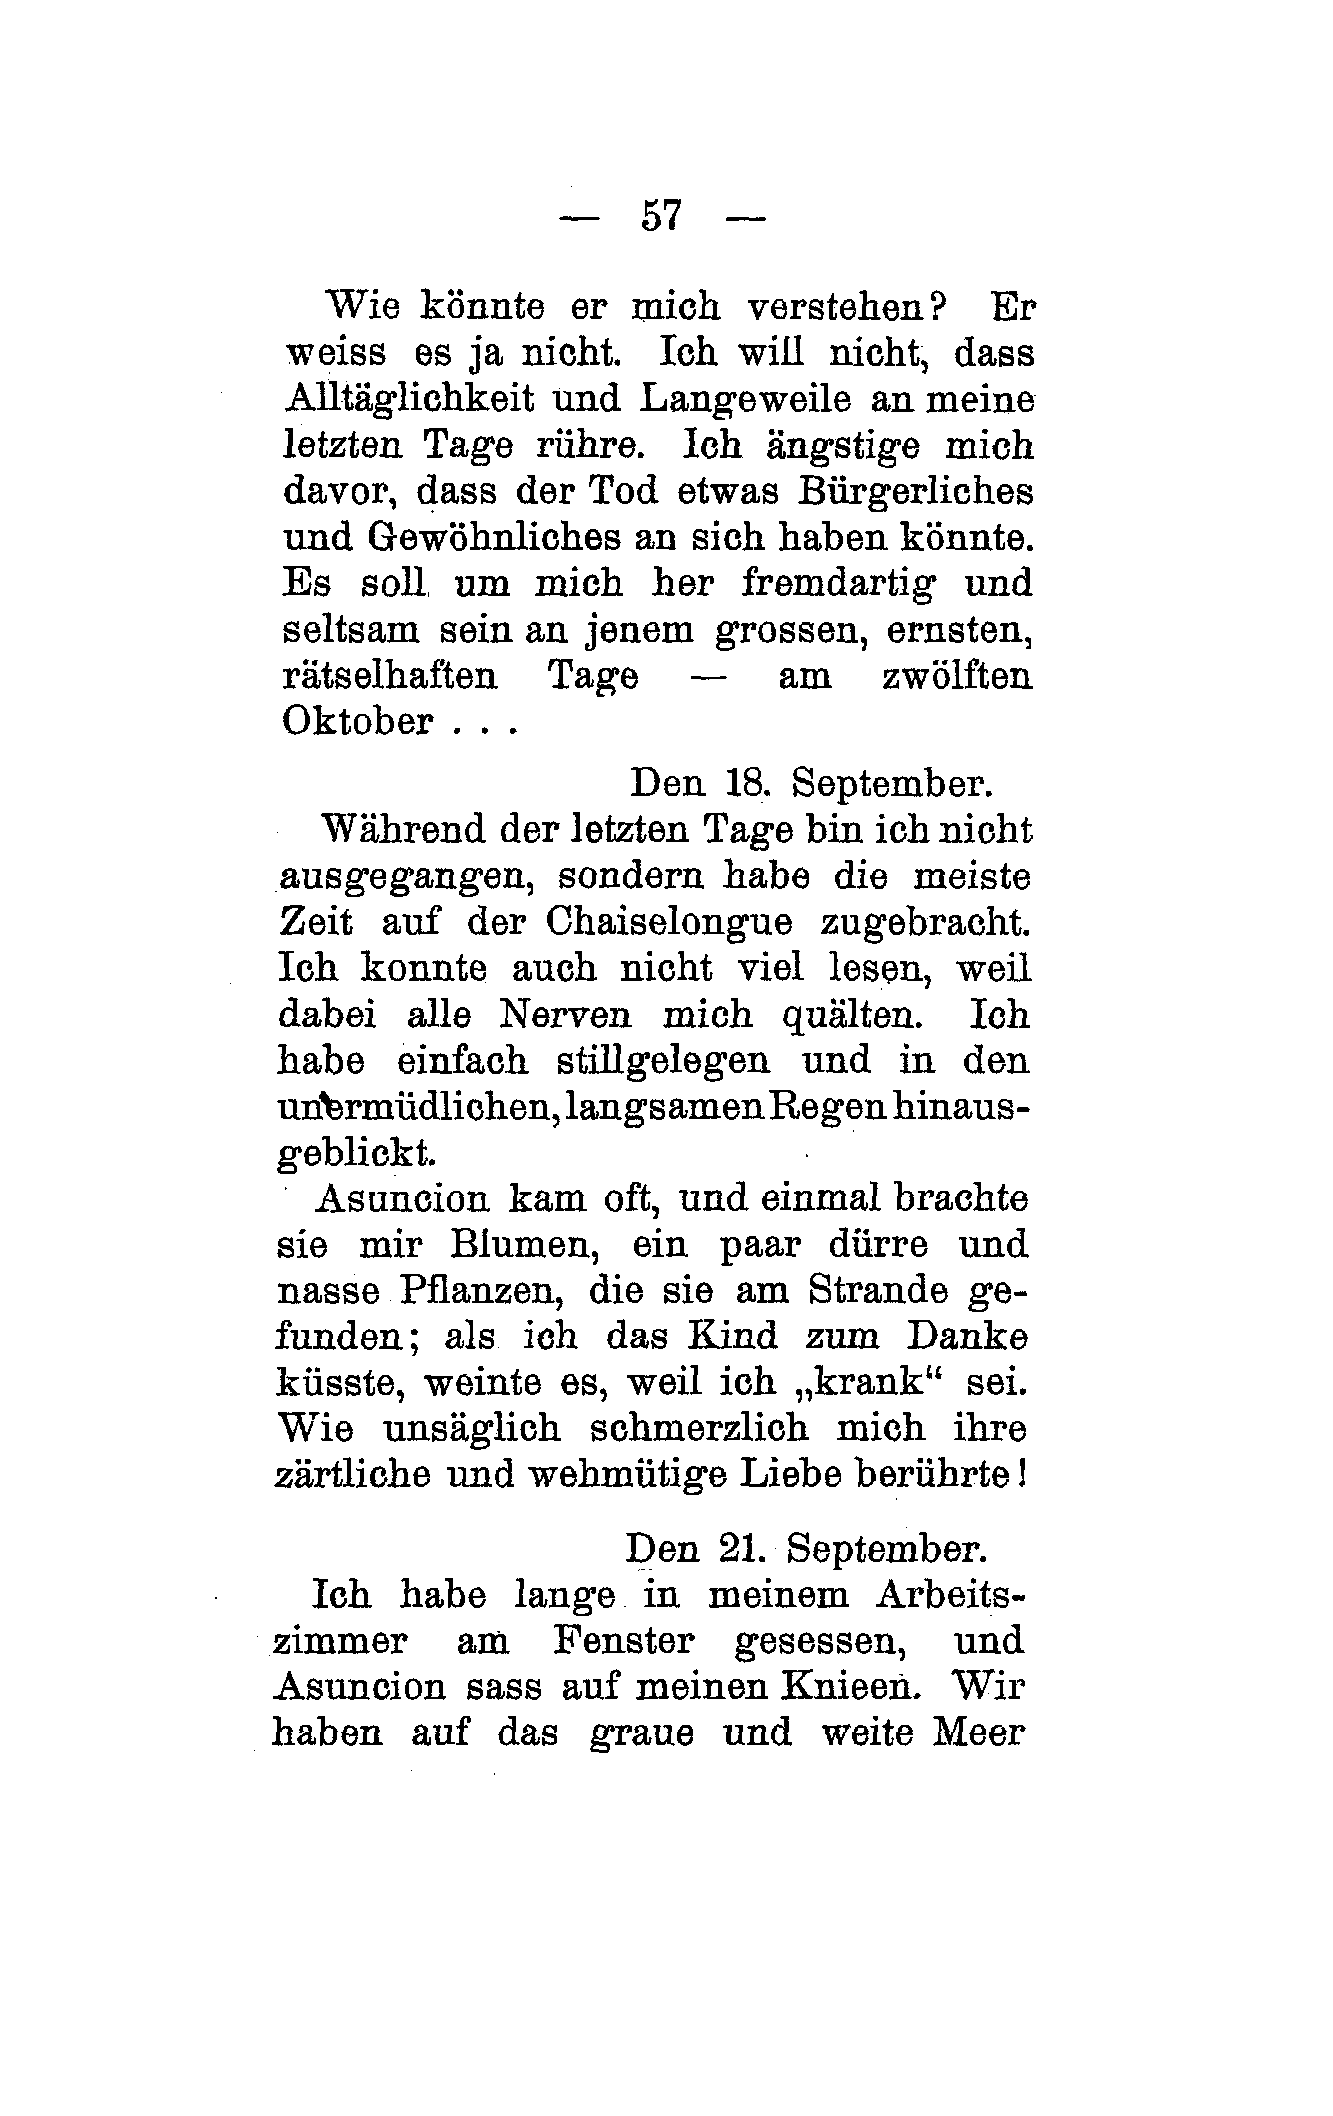 — 57 —
Wie könnte er mich verstehen? Er
weiss es ja nicht. Ich will nicht, dass
Alltäglichkeit und Langeweile an meine
letzten Tage rühre. Ich ängstige mich
davor, dass der Tod etwas Bürgerliches
und Gewöhnliches an sich haben könnte.
Es soll um mich her fremdartig und
seltsam sein an jenem grossen, ernsten,
rätselhaften Tage — am zwölften
Oktober . . .
Den 18. September.
Während der letzten Tage bin ich nicht
ausgegangen, sondern habe die meiste
Zeit auf der Chaiselongue zugebracht.
Ich konnte auch nicht viel lesen, weil
dabei alle Nerven mich quälten. Ich
habe einfach stillgelegen und in den
unermüdlichen, langsamen Regen hinaus-
geblickt.
Asuncion kam oft, und einmal brachte
sie mir Blumen, ein paar dürre und
nasse Pflanzen, die sie am Strande ge-
funden; als ich das Kind zum Danke
küsste, weinte es, weil ich „krank“ sei.
Wie unsäglich schmerzlich mich ihre
zärtliche und wehmütige Liebe berührte!
Den 21. September.
Ich habe lange in meinem Arbeits-
zimmer am Fenster gesessen, und
Asuncion sass auf meinen Knieen. Wir
haben auf das graue und weite Meer